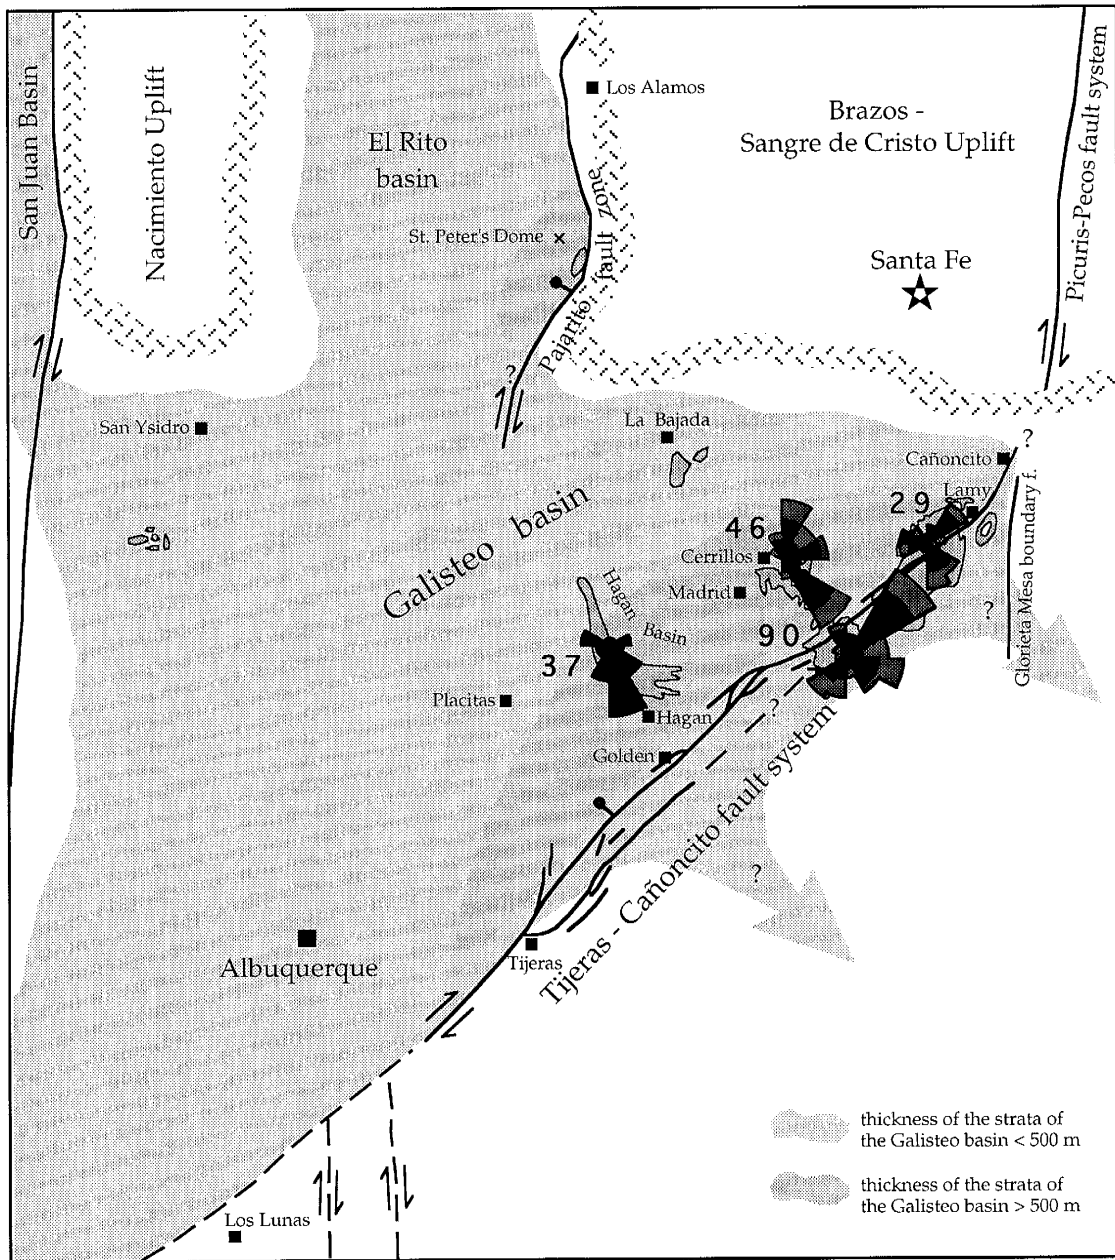 San Juan Basin
Nacimiento Uplift
El Rito
basin
Los Alamos
Brazos -
Sangre de Cristo Uplift
Picuris-Pecos fault system
St. Peter's Dome
Pajarito fault zone
Santa Fe
?
San Ysidro
La Bajada
?
Cañoncito
Galisteo basin
Lamy
29
46
Cerrillos
Madrid
Hagan Basin
90
37
?
Glorieta Mesa boundary f.
Placitas
Hagan
?
Golden
Tijeras - Cañoncito fault system
?
Albuquerque
Tijeras
thickness of the strata of
the Galisteo basin < 500 m
thickness of the strata of
the Galisteo basin > 500 m
Los Lunas